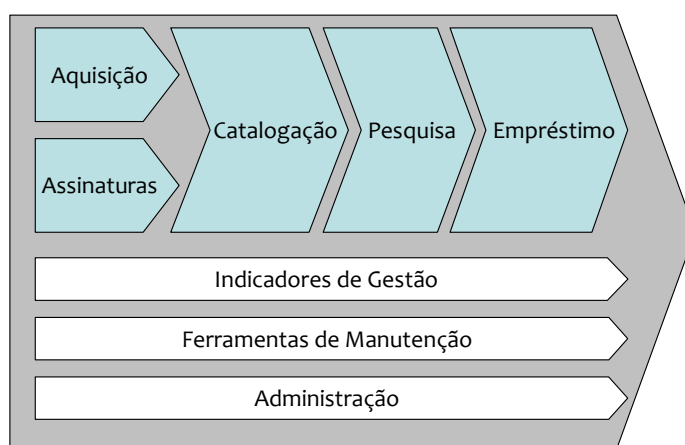 Aquisição
Assinaturas
Catalogação
Pesquisa
Empréstimo
Indicadores de Gestão
Ferramentas de Manutenção
Administração